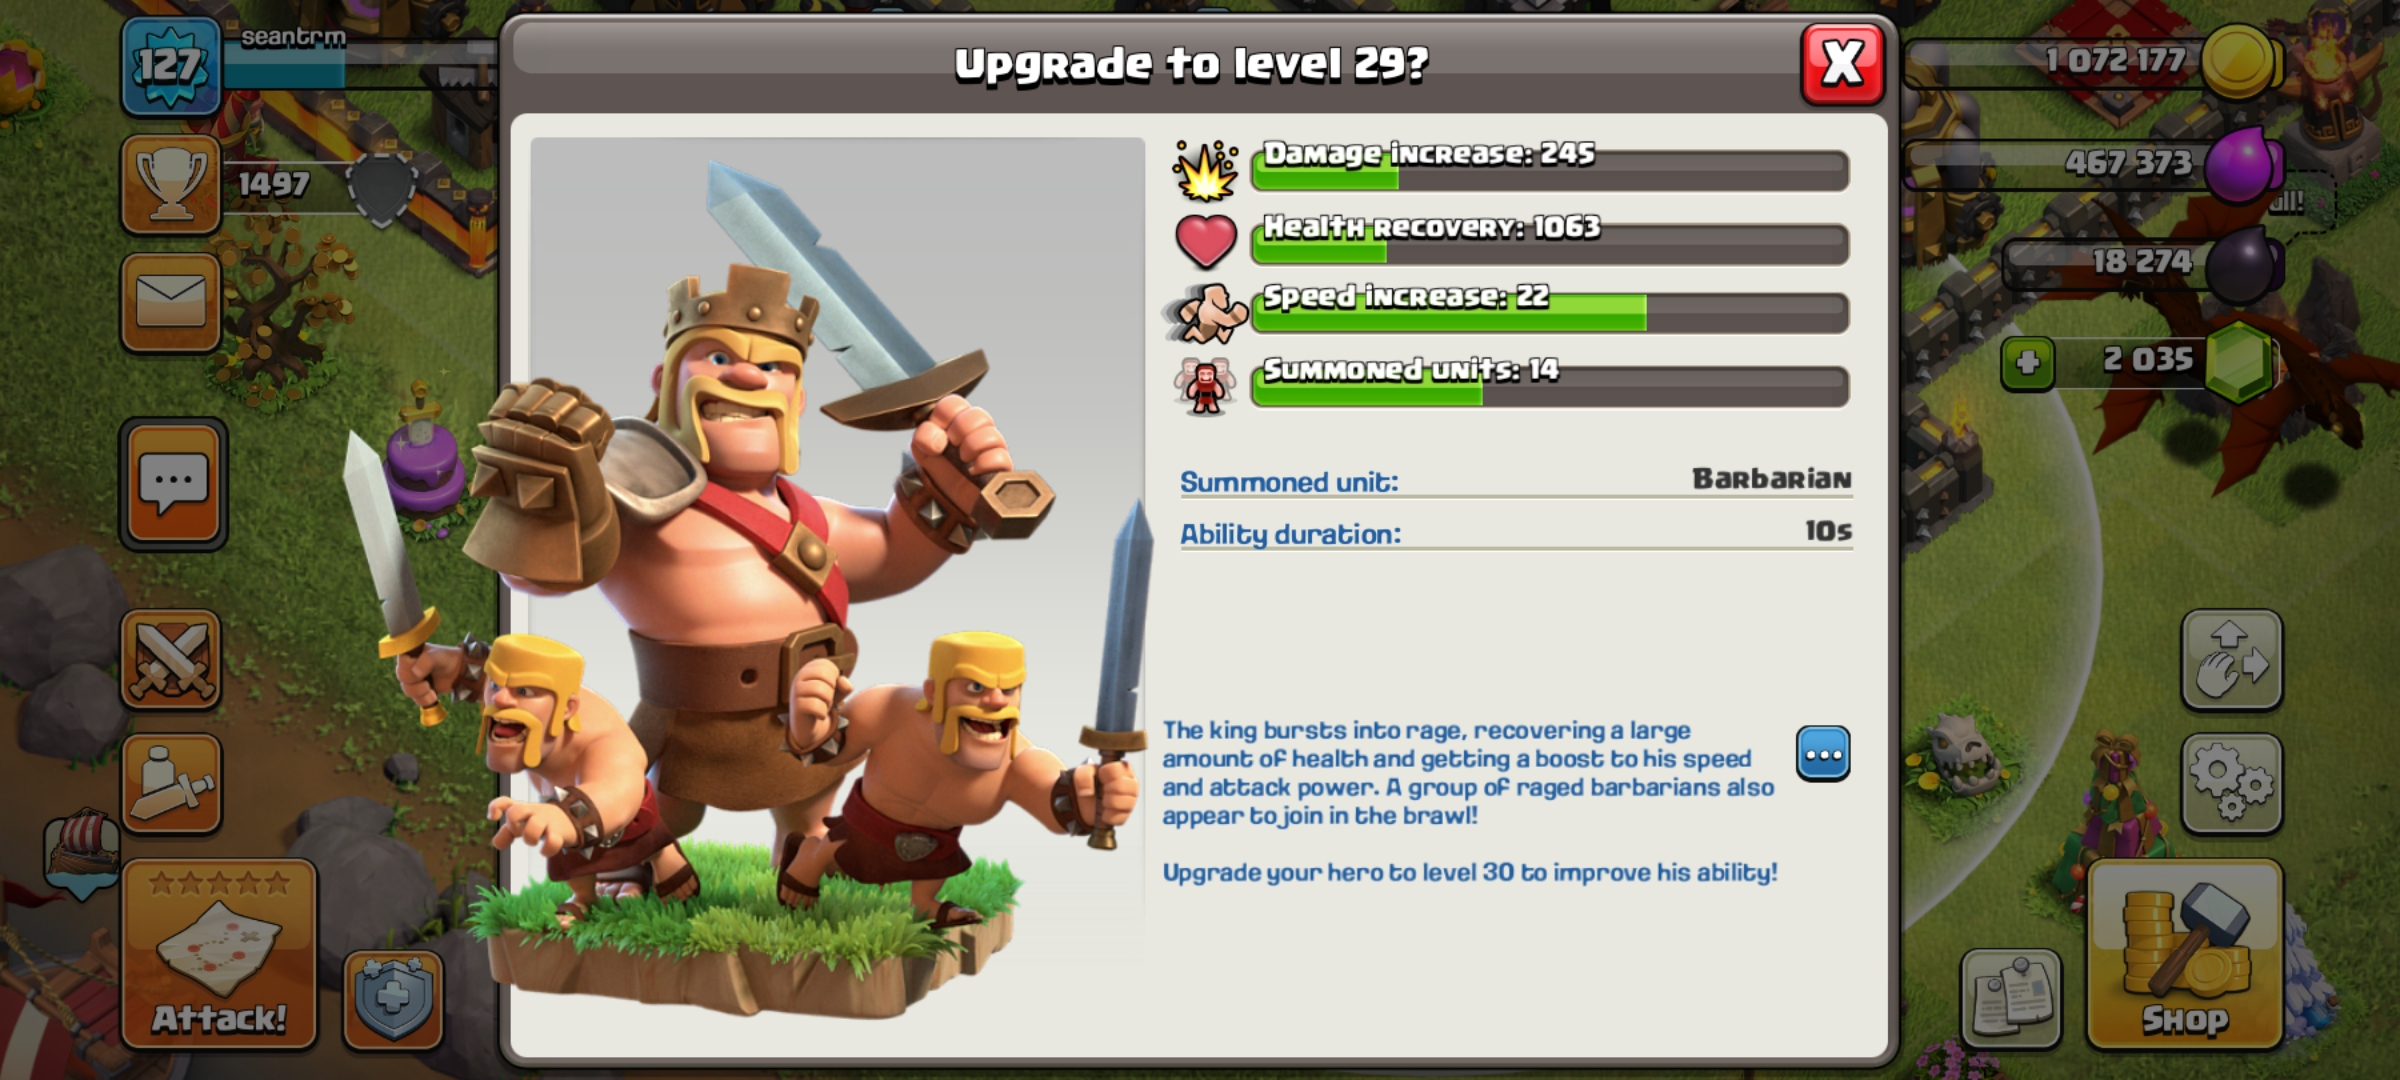 127
seantrm
Upgrade to level 29?
X
1 072 177
1497
467 373
ull!
18 274
2 035
Damage increase: 245
Health recovery: 1063
Speed increase: 22
Summoned units: 14
Summoned unit: Barbarian
Ability duration: 10s
The king bursts into rage, recovering a large
amount of health and getting a boost to his speed
and attack power. A group of raged barbarians also
appear to join in the brawl!
Upgrade your hero to level 30 to improve his ability!
Attack!
Shop